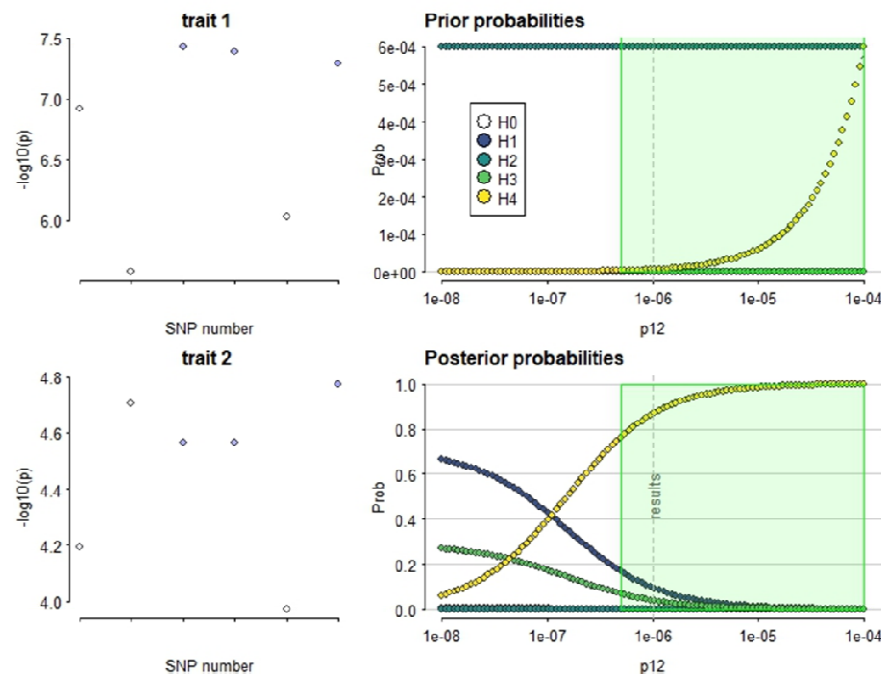 trait 1
7.5
7.0
6.5
6.0
-log10(p)
SNP number
Prior probabilities
6e-04
5e-04
4e-04
3e-04
2e-04
1e-04
0e+00
Prob
H0
H1
H2
H3
H4
1e-08
1e-07
1e-06
1e-05
1e-04
p12
trait 2
4.8
4.6
4.4
4.2
4.0
-log10(p)
SNP number
Posterior probabilities
1.0
0.8
0.6
0.4
0.2
0.0
Prob
results
1e-08
1e-07
1e-06
1e-05
1e-04
p12